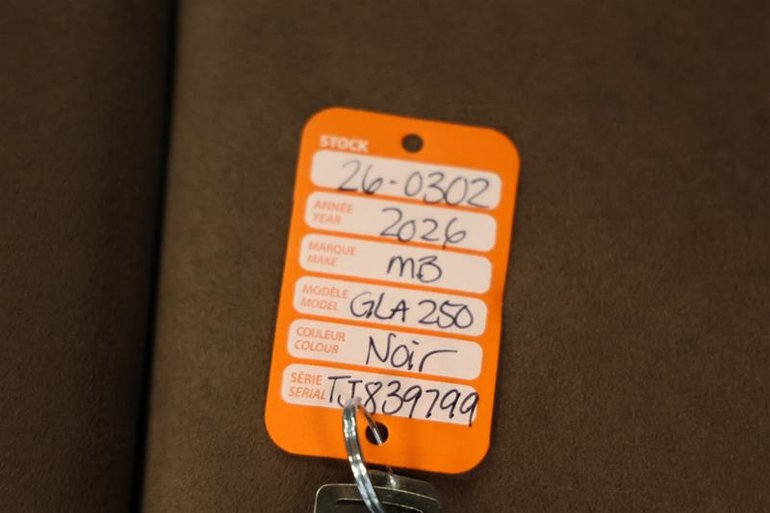 STOCK
26-0302
ANNÉE
YEAR
2026
MARQUE
MAKE
MB
MODÈLE
MODEL
GLA 250
COULEUR
COLOUR
Noir
SÉRIE
SERIAL
TJ839799